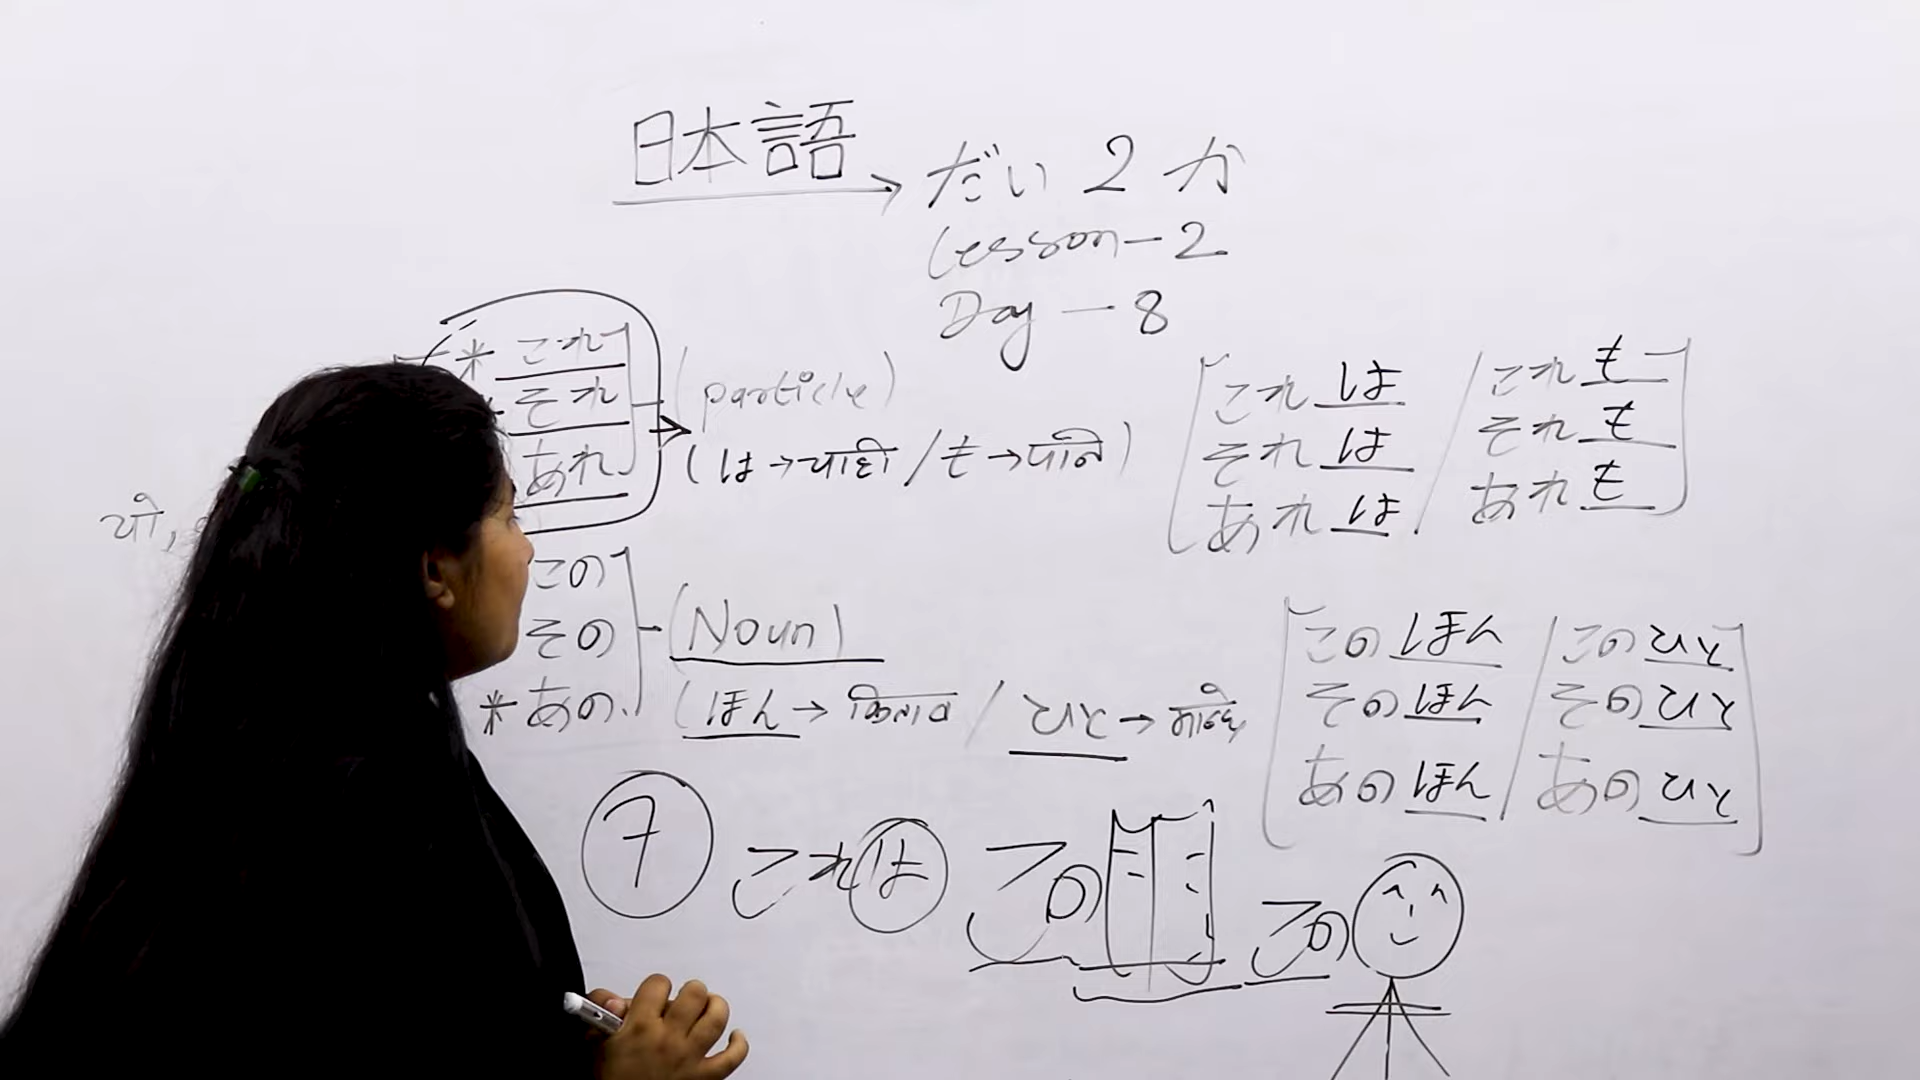 日本語 → だい 2 か
Lesson - 2
Day - 8
* これ
それ
あれ
(particle)
(は → / も → पनि)
これ は / これ も
それ は / それ も
あれ は / あれ も
यो,
この
その
* あの
(Noun)
(ほん → किताब / ひと → मान्छे
この ほん / この ひと
その ほん / その ひと
あの ほん / あの ひと
7 これは この この